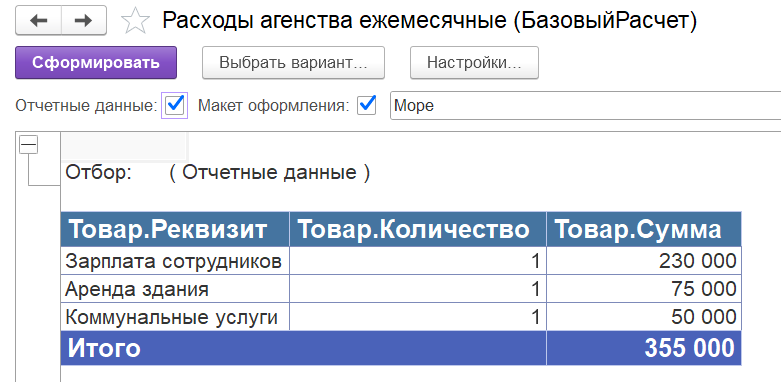 Расходы агенства ежемесячные (БазовыйРасчет)
Сформировать Выбрать вариант... Настройки...
Отчетные данные: Макет оформления: Море
Отбор: ( Отчетные данные )
Товар.Реквизит Товар.Количество Товар.Сумма
Зарплата сотрудников 1 230 000
Аренда здания 1 75 000
Коммунальные услуги 1 50 000
Итого 355 000